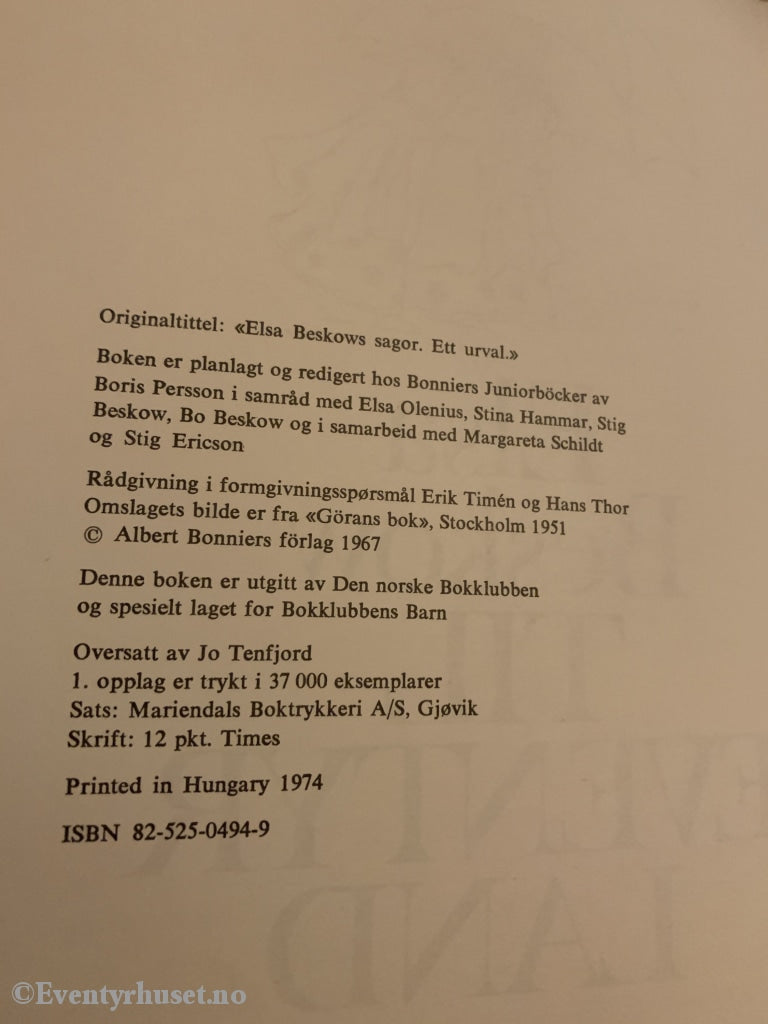 Originaltittel: «Elsa Beskows sagor. Ett urval.»
Boken er planlagt og redigert hos Bonniers Juniorböcker av
Boris Persson i samråd med Elsa Olenius, Stina Hammar, Stig
Beskow, Bo Beskow og i samarbeid med Margareta Schildt
og Stig Ericson
Rådgivning i formgivningsspørsmål Erik Timén og Hans Thor
Omslagets bilde er fra «Görans bok», Stockholm 1951
© Albert Bonniers förlag 1967
Denne boken er utgitt av Den norske Bokklubben
og spesielt laget for Bokklubbens Barn
Oversatt av Jo Tenfjord
1. opplag er trykt i 37 000 eksemplarer
Sats: Mariendals Boktrykkeri A/S, Gjøvik
Skrift: 12 pkt. Times
Printed in Hungary 1974
ISBN 82-525-0494-9
©Eventyrhuset.no